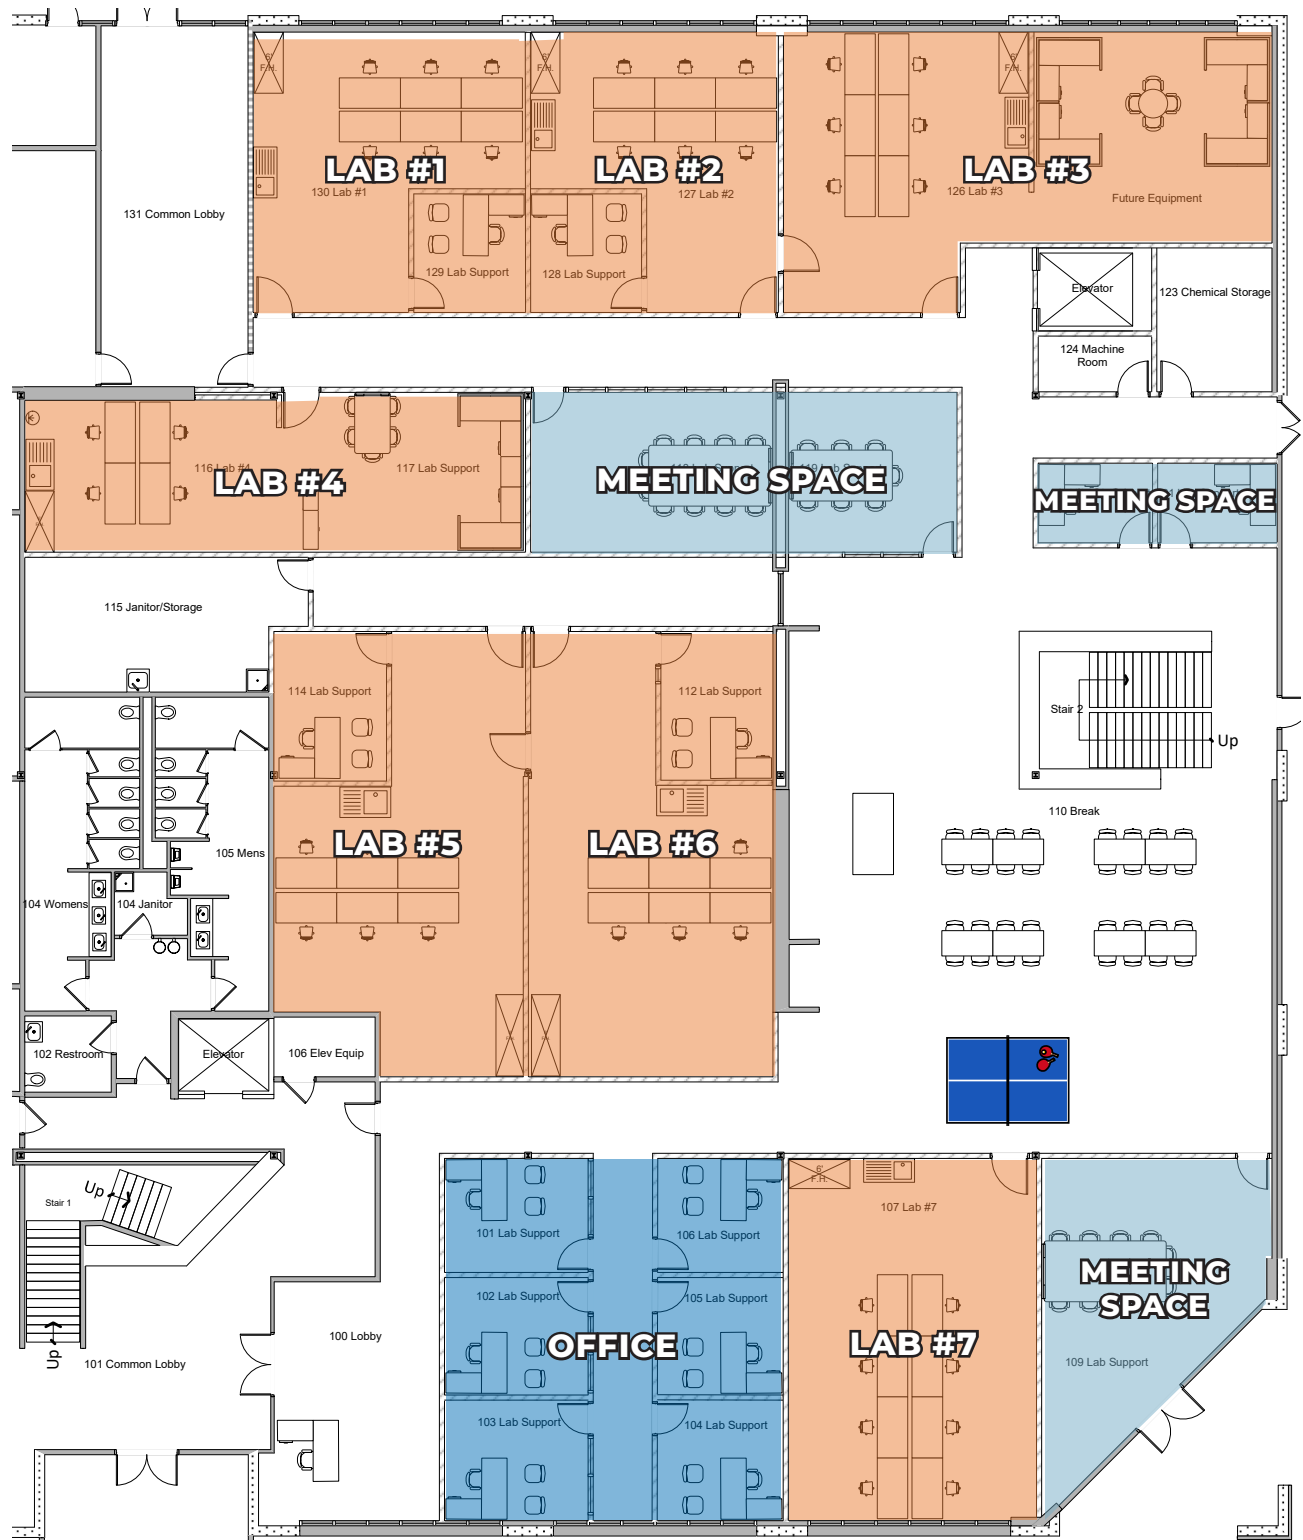 6'
F.H.
6'
F.H.
6'
F.H.
LAB #1
LAB #2
LAB #3
130 Lab #1
127 Lab #2
126 Lab #3
Future Equipment
131 Common Lobby
129 Lab Support
128 Lab Support
Elevator
123 Chemical Storage
124 Machine
Room
116 Lab #4
117 Lab Support
LAB #4
MEETING SPACE
MEETING SPACE
115 Janitor/Storage
114 Lab Support
112 Lab Support
Stair 2
Up
110 Break
LAB #5
LAB #6
105 Mens
104 Womens
104 Janitor
102 Restroom
Elevator
106 Elev Equip
Up
Stair 1
6'
F.H.
107 Lab #7
101 Lab Support
106 Lab Support
MEETING
SPACE
102 Lab Support
105 Lab Support
OFFICE
LAB #7
100 Lobby
Up
101 Common Lobby
109 Lab Support
103 Lab Support
104 Lab Support